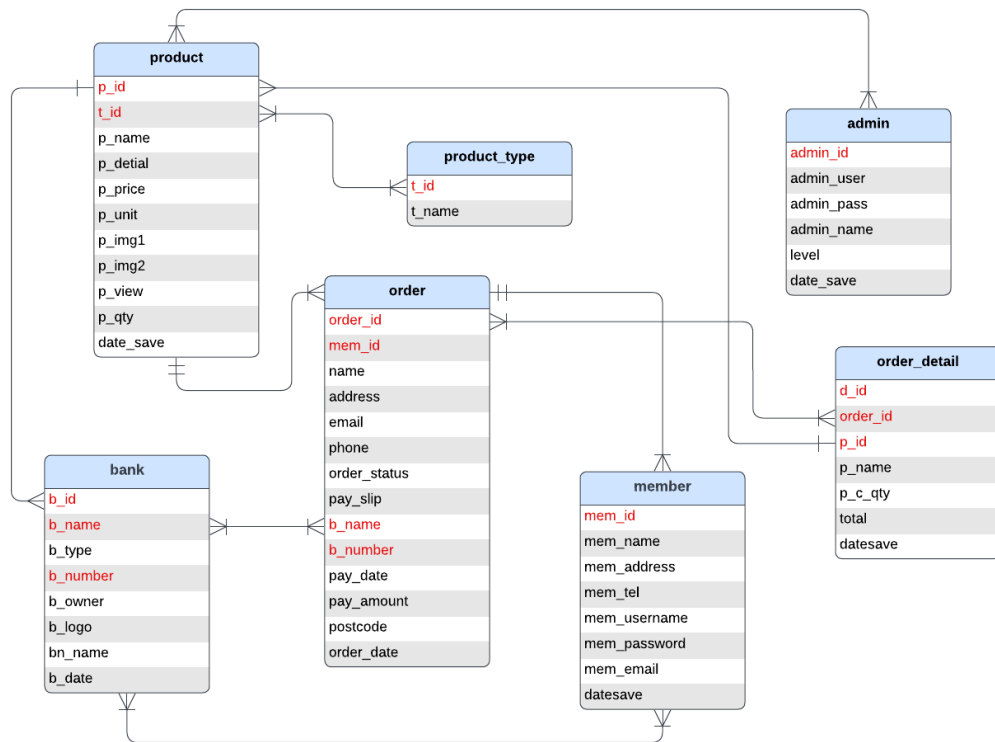 product
p_id
t_id
p_name
p_detial
p_price
p_unit
p_img1
p_img2
p_view
p_qty
date_save
product_type
t_id
t_name
admin
admin_id
admin_user
admin_pass
admin_name
level
date_save
order
order_id
mem_id
name
address
email
phone
order_status
pay_slip
b_name
b_number
pay_date
pay_amount
postcode
order_date
order_detail
d_id
order_id
p_id
p_name
p_c_qty
total
datesave
bank
b_id
b_name
b_type
b_number
b_owner
b_logo
bn_name
b_date
member
mem_id
mem_name
mem_address
mem_tel
mem_username
mem_password
mem_email
datesave